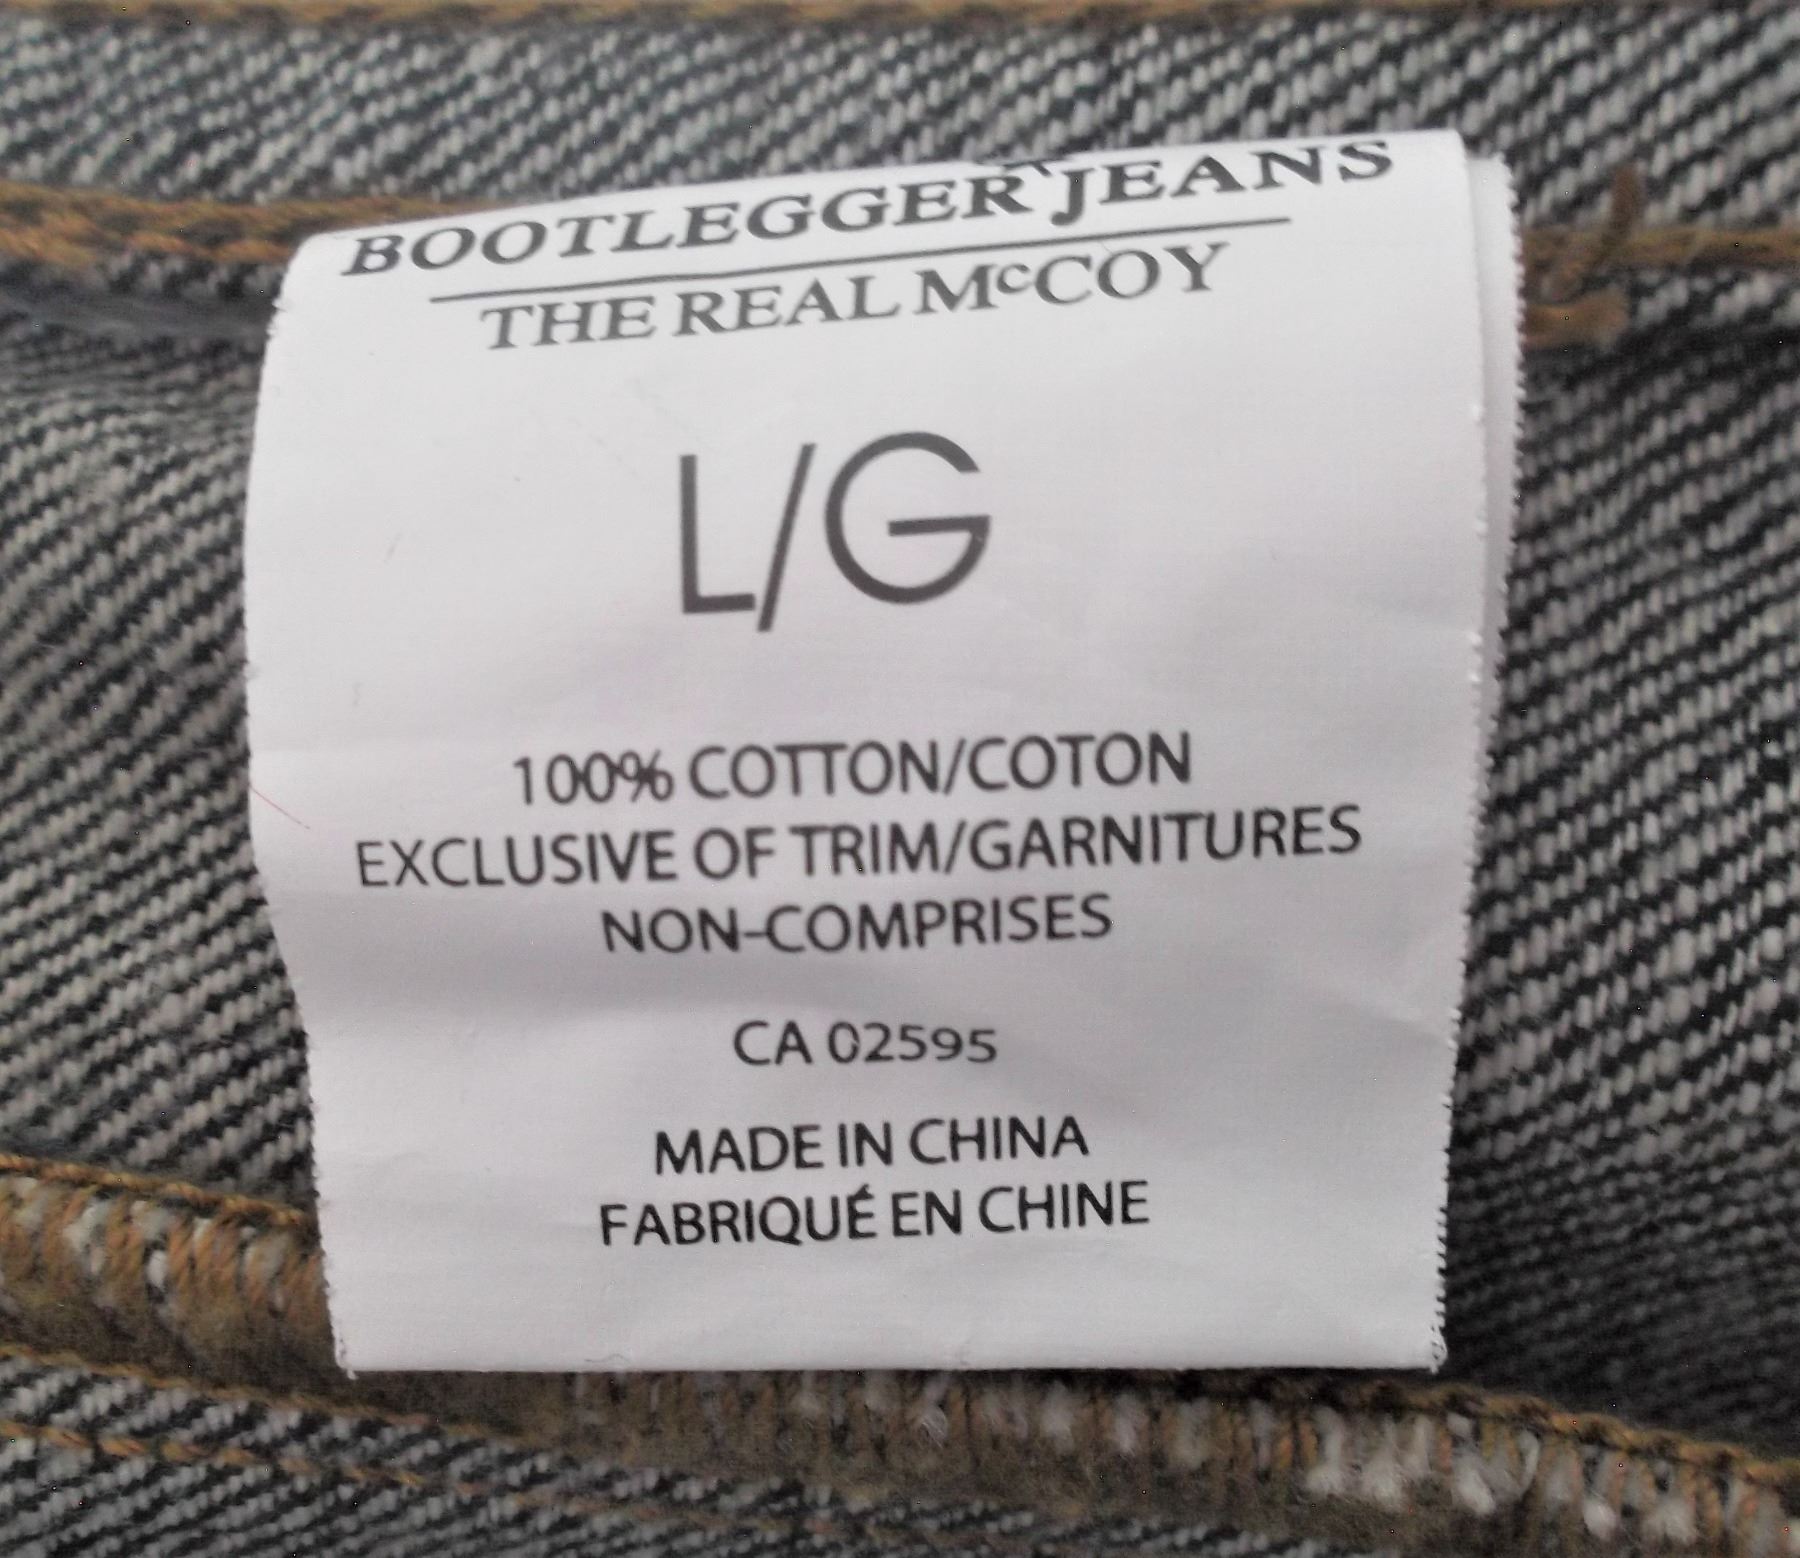 BOOTLEGGER JEANS
THE REAL McCOY
L/G
100% COTTON/COTON
EXCLUSIVE OF TRIM/GARNITURES
NON-COMPRISES
CA 02595
MADE IN CHINA
FABRIQUÉ EN CHINE